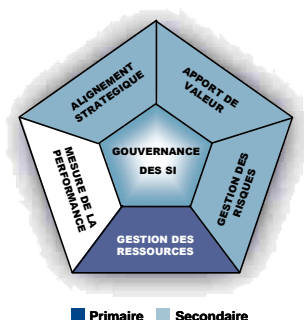 ALIGNEMENT
STRATEGIQUE
APPORT DE
VALEUR
GOUVERNANCE
DES SI
MESURE DE LA
PERFORMANCE
GESTION DES
RISQUES
GESTION DES
RESSOURCES
Primaire Secondaire